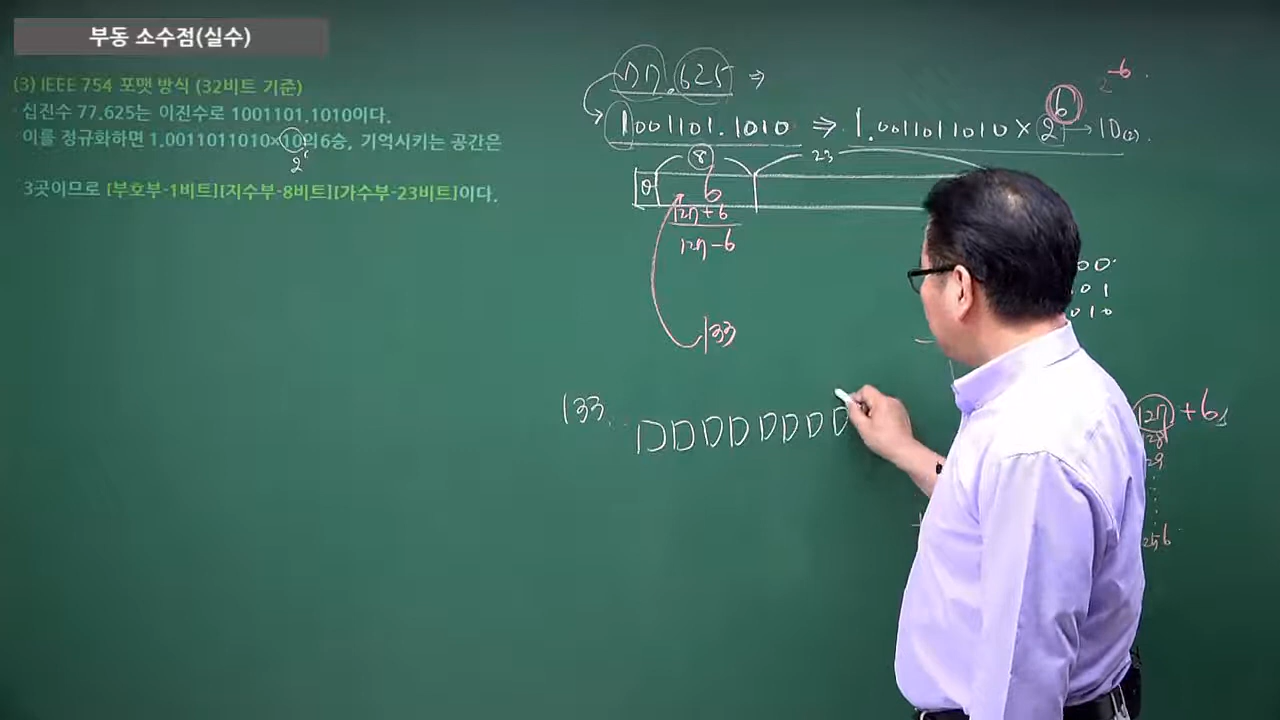 부동 소수점(실수)
(3) IEEE 754 포맷 방식 (32비트 기준)
· 십진수 77.625는 이진수로 1001101.1010이다.
이를 정규화하면 1.0011011010×10의6승, 기억시키는 공간은
3곳이므로 [부호부-1비트][지수부-8비트][가수부-23비트]이다.
77.625 ⇒
2^-6
1001101.1010 ⇒ 1.0011011010 × 2^6 → 10(2).
8 23
0 6
127+6
127-6
133
133
127 +6
128
129
256